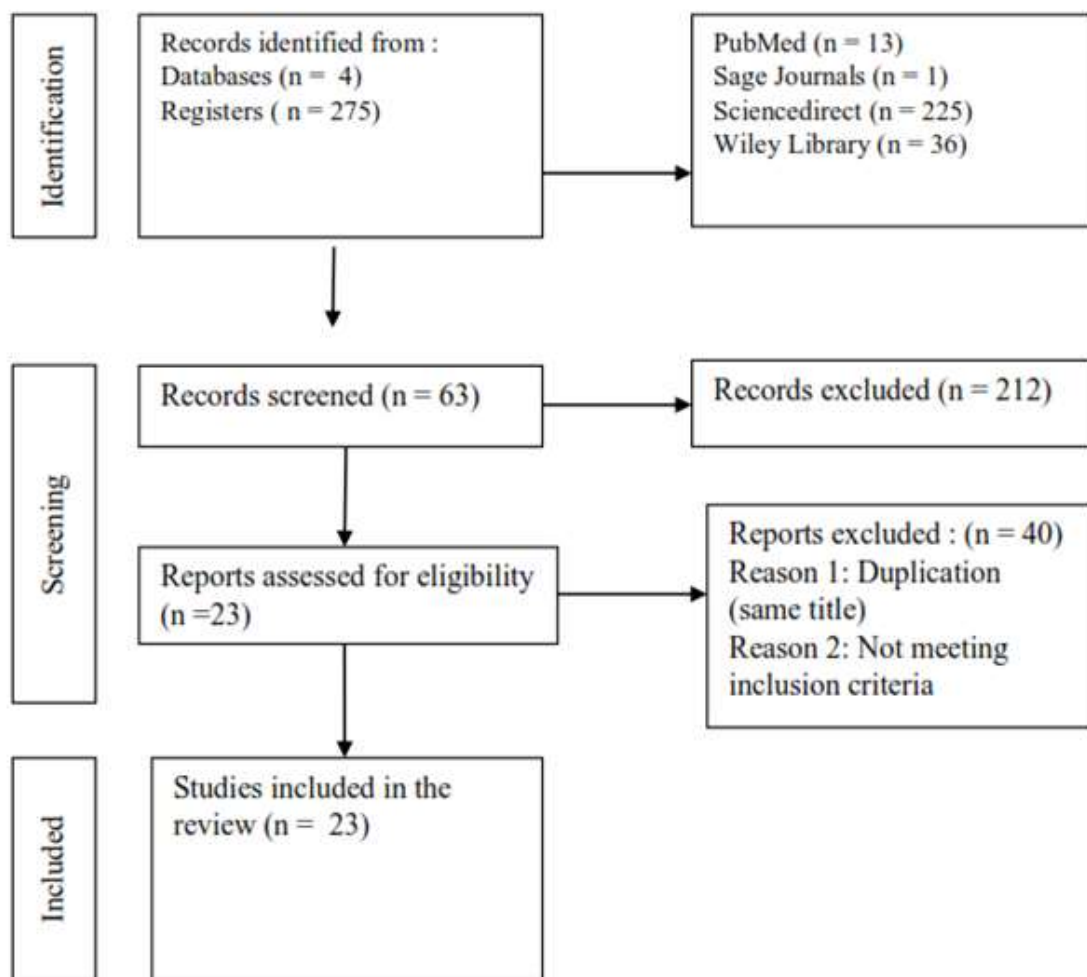 Identification
Records identified from :
Databases (n =  4)
Registers ( n = 275)
PubMed (n = 13)
Sage Journals (n = 1)
Sciencedirect (n = 225)
Wiley Library (n = 36)
Screening
Records screened (n = 63)
Records excluded (n = 212)
Reports assessed for eligibility
(n =23)
Reports excluded : (n = 40)
Reason 1: Duplication
(same title)
Reason 2: Not meeting
inclusion criteria
Included
Studies included in the
review (n =  23)